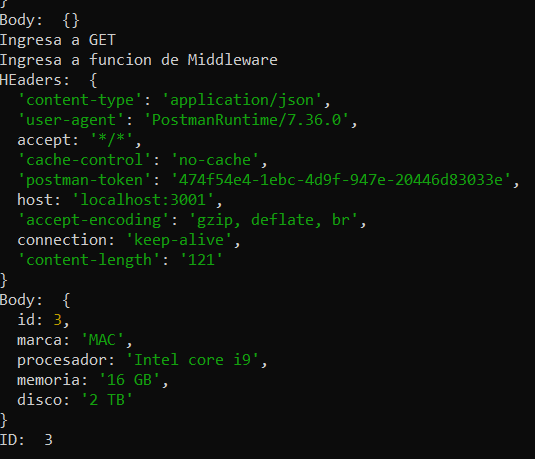 }
Body:  {}
Ingresa a GET
Ingresa a funcion de Middleware
HEaders:  {
  'content-type': 'application/json',
  'user-agent': 'PostmanRuntime/7.36.0',
  accept: '*/*',
  'cache-control': 'no-cache',
  'postman-token': '474f54e4-1ebc-4d9f-947e-20446d83033e',
  host: 'localhost:3001',
  'accept-encoding': 'gzip, deflate, br',
  connection: 'keep-alive',
  'content-length': '121'
}
Body:  {
  id: 3,
  marca: 'MAC',
  procesador: 'Intel core i9',
  memoria: '16 GB',
  disco: '2 TB'
}
ID:  3